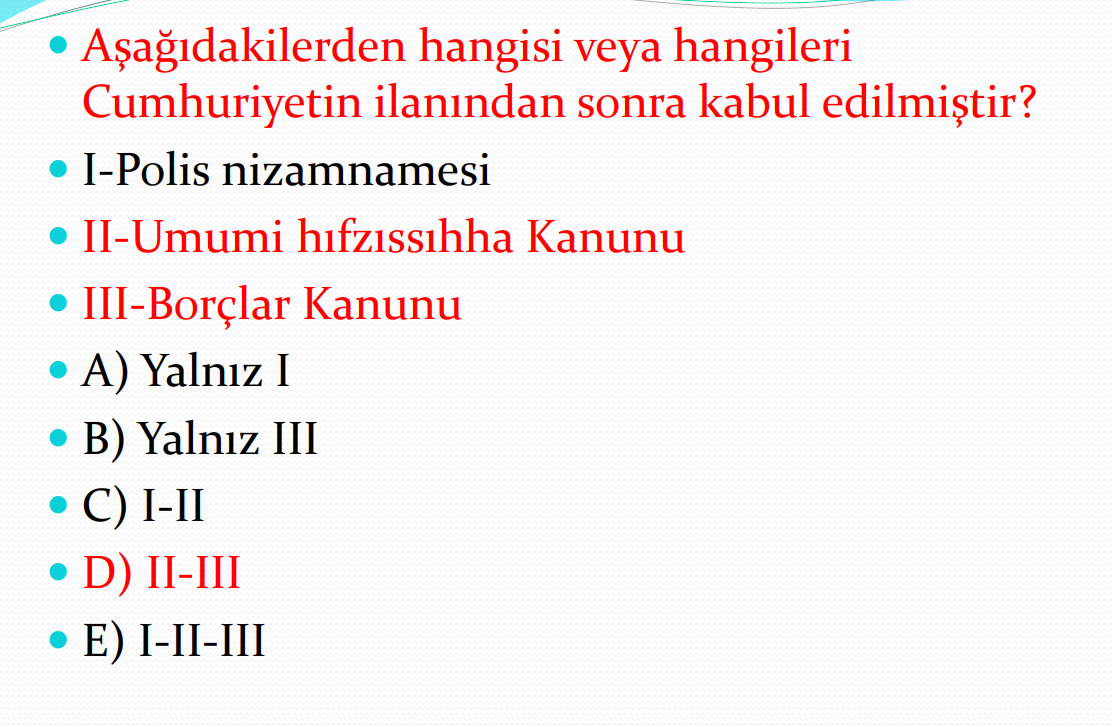 Aşağıdakilerden hangisi veya hangileri
Cumhuriyetin ilanından sonra kabul edilmiştir?
I-Polis nizamnamesi
II-Umumi hıfzıssıhha Kanunu
III-Borçlar Kanunu
A) Yalnız I
B) Yalnız III
C) I-II
D) II-III
E) I-II-III